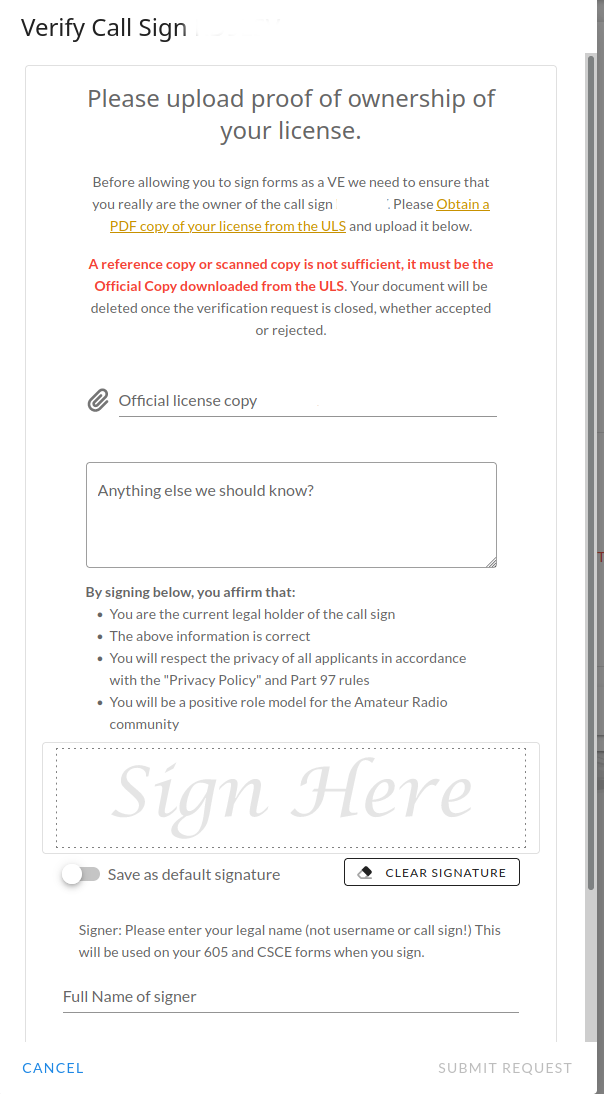 Verify Call Sign
Please upload proof of ownership of
your license.
Before allowing you to sign forms as a VE we need to ensure that
you really are the owner of the call sign . Please Obtain a
PDF copy of your license from the ULS and upload it below.
A reference copy or scanned copy is not sufficient, it must be the
Official Copy downloaded from the ULS. Your document will be
deleted once the verification request is closed, whether accepted
or rejected.
Official license copy
Anything else we should know?
By signing below, you affirm that:
• You are the current legal holder of the call sign
• The above information is correct
• You will respect the privacy of all applicants in accordance
with the "Privacy Policy" and Part 97 rules
• You will be a positive role model for the Amateur Radio
community
Sign Here
Save as default signature
CLEAR SIGNATURE
Signer: Please enter your legal name (not username or call sign!) This
will be used on your 605 and CSCE forms when you sign.
Full Name of signer
CANCEL
SUBMIT REQUEST